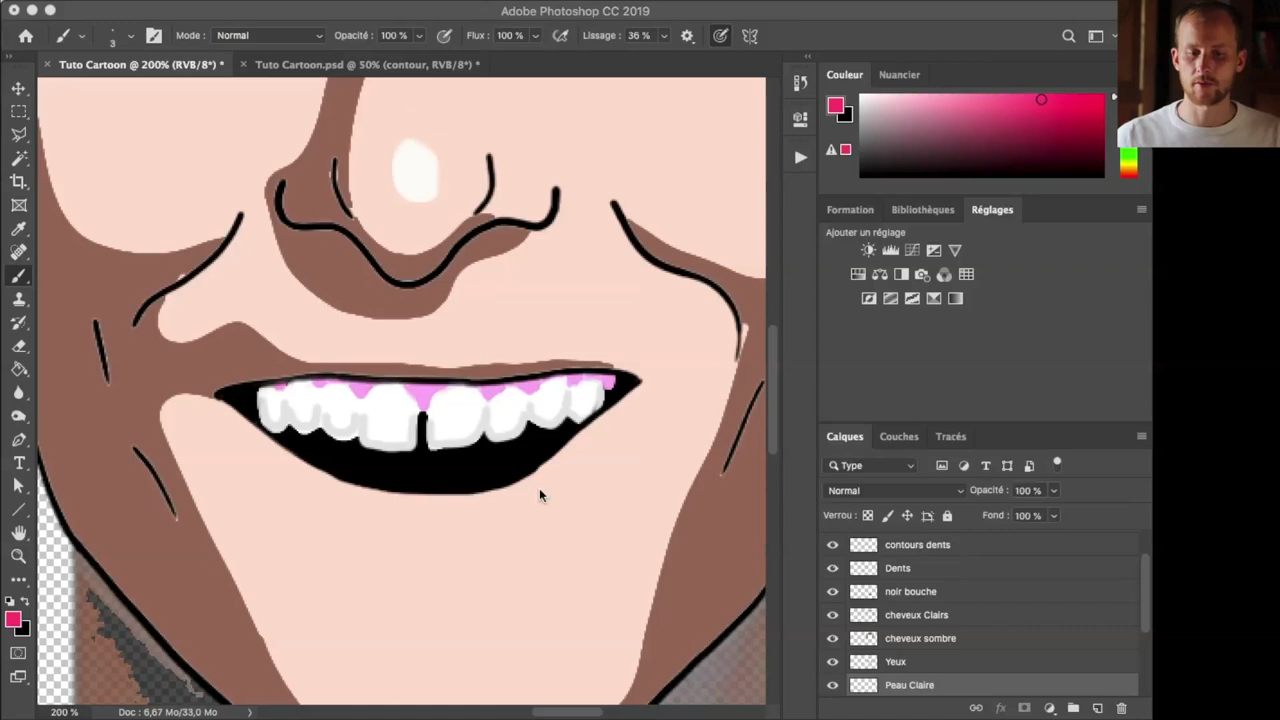 Adobe Photoshop CC 2019
3 Mode : Normal Opacité : 100 % Flux : 100 % Lissage : 36 %
Tuto Cartoon @ 200% (RVB/8*) * Tuto Cartoon.psd @ 50% (contour, RVB/8*) *
Couleur Nuancier
Formation Bibliothèques Réglages
Ajouter un réglage
Calques Couches Tracés
Type
Normal Opacité : 100 %
Verrou : Fond : 100 %
contours dents
Dents
noir bouche
cheveux Clairs
cheveux sombre
Yeux
Peau Claire
200 % Doc : 6,67 Mo/33,0 Mo